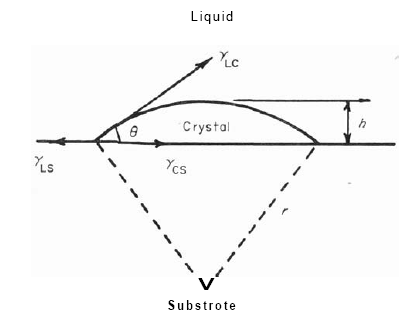 Liquid
γLC
θ
Crystal
h
γLS
γCS
r
Substrote